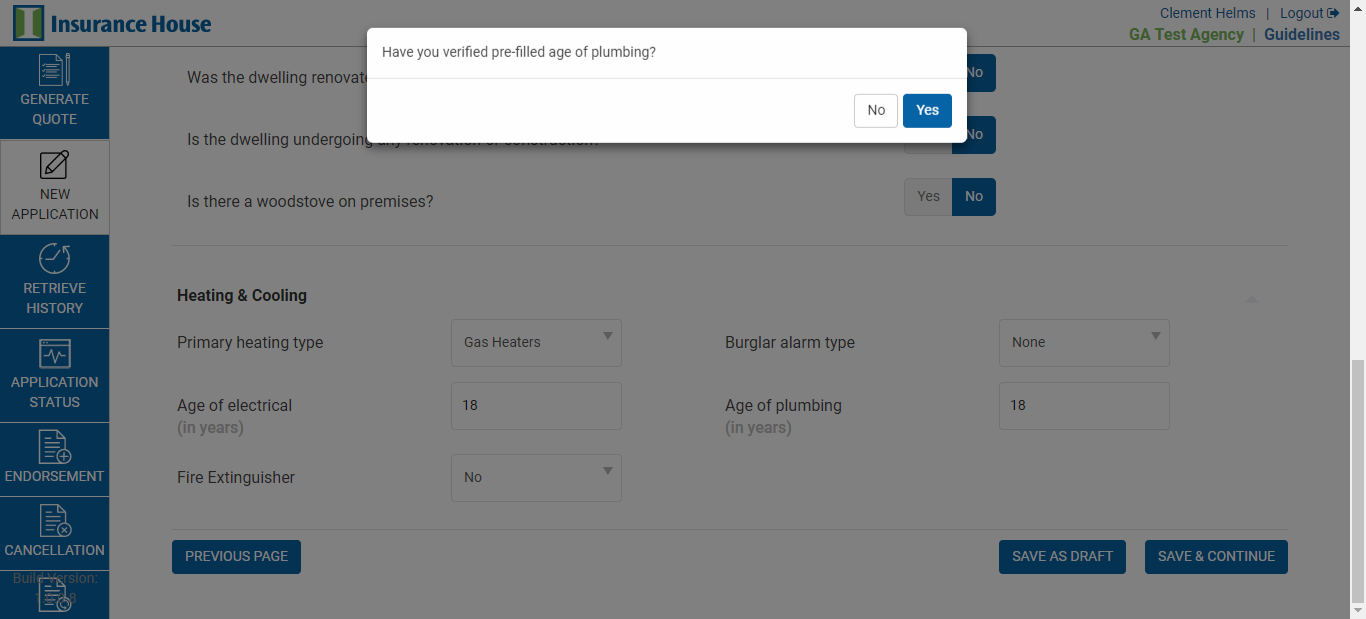 Insurance House
Clement Helms | Logout
GA Test Agency | Guidelines
Have you verified pre-filled age of plumbing?
No Yes
GENERATE
QUOTE
NEW
APPLICATION
RETRIEVE
HISTORY
APPLICATION
STATUS
ENDORSEMENT
CANCELLATION
Build Version:
Was the dwelling No
Is the dwelling undergoing any renovation or construction? No
Is there a woodstove on premises? Yes No
Heating & Cooling
Primary heating type Gas Heaters Burglar alarm type None
Age of electrical 18 Age of plumbing 18
(in years) (in years)
Fire Extinguisher No
PREVIOUS PAGE SAVE AS DRAFT SAVE & CONTINUE